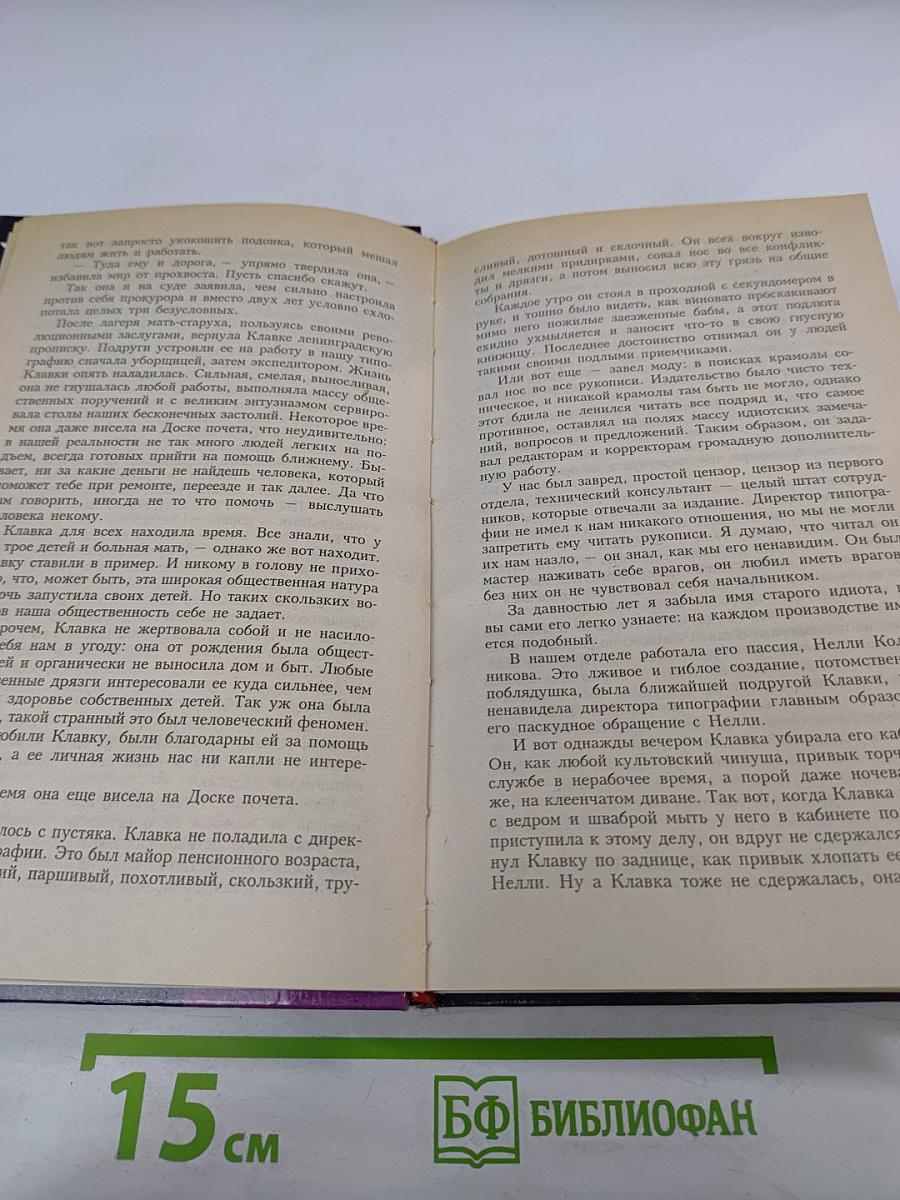 так вот запросто укокошить подонка, который мешал
людям жить и работать.
— Туда ему и дорога, — упрямо твердила она, —
избавила мир от прохвоста. Пусть спасибо скажут.
Так она и на суде заявила, чем сильно настроила
против себя прокурора и вместо двух лет условно схло-
потала целых три безусловных.
После лагеря мать-старуха, пользуясь своими рево-
люционными заслугами, вернула Клавке ленинградскую
прописку. Подруги устроили ее на работу в нашу типо-
графию сначала уборщицей, затем экспедитором. Жизнь
Клавки опять наладилась. Сильная, смелая, выносливая,
она не гнушалась любой работы, выполняла массу обще-
ственных поручений и с великим энтузиазмом сервиро-
вала столы наших бесконечных застолий. Некоторое вре-
мя она даже висела на Доске почета, что неудивительно:
в нашей реальности не так много людей легких на по-
дъем, всегда готовых прийти на помощь ближнему. Бы-
вает, ни за какие деньги не найдешь человека, который
поможет тебе при ремонте, переезде и так далее. Да что
ам говорить, иногда не то что помочь — выслушать
ловека некому.
Клавка для всех находила время. Все знали, что у
трое детей и больная мать, — однако же вот находит.
вку ставили в пример. И никому в голову не прихо-
о, что, может быть, эта широкая общественная натура
очь запустила своих детей. Но таких скользких во-
ов наша общественность себе не задает.
рочем, Клавка не жертвовала собой и не насило-
ебя нам в угоду: она от рождения была общест-
ей и органически не выносила дом и быт. Любые
венные дрязги интересовали ее куда сильнее, чем
здоровье собственных детей. Так уж она была
, такой странный это был человеческий феномен.
юбили Клавку, были благодарны ей за помощь
, а ее личная жизнь нас ни капли не интере-
емя она еще висела на Доске почета.
лось с пустяка. Клавка не поладила с дирек-
рафии. Это был майор пенсионного возраста,
ий, паршивый, похотливый, скользкий, тру-
сливый, дотошный и склочный. Он всех вокруг изво-
дил мелкими придирками, совал нос во все конфлик-
ты и дрязги, а потом выносил всю эту грязь на общие
собрания.
Каждое утро он стоял в проходной с секундомером в
руке, и тошно было видеть, как виновато проскакивают
мимо него пожилые заезженные бабы, а этот подлюга
ехидно ухмыляется и заносит что-то в свою гнусную
книжицу. Последнее достоинство отнимал он у людей
такими своими подлыми приемчиками.
Или вот еще — завел моду: в поисках крамолы со-
вал нос во все рукописи. Издательство было чисто тех-
ническое, и никакой крамолы там быть не могло, однако
этот бдила не ленился читать все подряд и, что самое
противное, оставлял на полях массу идиотских замеча-
ний, вопросов и предложений. Таким образом, он зада-
вал редакторам и корректорам громадную дополнитель-
ную работу.
У нас был завред, простой цензор, цензор из первого
отдела, технический консультант — целый штат сотруд-
ников, которые отвечали за издание. Директор типогра-
фии не имел к нам никакого отношения, но мы не могли
запретить ему читать рукописи. Я думаю, что читал он
их нам назло, — он знал, как мы его ненавидим. Он был
мастер наживать себе врагов, он любил иметь врагов
без них он не чувствовал себя начальником.
За давностью лет я забыла имя старого идиота, н
вы сами его легко узнаете: на каждом производстве им
ется подобный.
В нашем отделе работала его пассия, Нелли Кол
никова. Это лживое и гиблое создание, потомствен
поблядушка, была ближайшей подругой Клавки,
ненавидела директора типографии главным образо
его паскудное обращение с Нелли.
И вот однажды вечером Клавка убирала его каб
Он, как любой культовский чинуша, привык торч
службе в нерабочее время, а порой даже ночева
же, на клеенчатом диване. Так вот, когда Клавка
с ведром и шваброй мыть у него в кабинете по
приступила к этому делу, он вдруг не сдержался
нул Клавку по заднице, как привык хлопать ее
Нелли. Ну а Клавка тоже не сдержалась, она
15 см
БФ БИБЛИОФАН